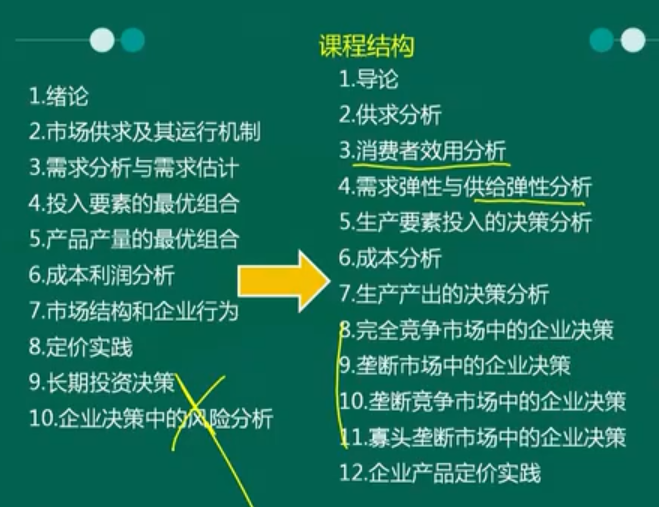 课程结构
1.绪论
2.市场供求及其运行机制
3.需求分析与需求估计
4.投入要素的最优组合
5.产品产量的最优组合
6.成本利润分析
7.市场结构和企业行为
8.定价实践
9.长期投资决策
10.企业决策中的风险分析
1.导论
2.供求分析
3.消费者效用分析
4.需求弹性与供给弹性分析
5.生产要素投入的决策分析
6.成本分析
7.生产产出的决策分析
8.完全竞争市场中的企业决策
9.垄断市场中的企业决策
10.垄断竞争市场中的企业决策
11.寡头垄断市场中的企业决策
12.企业产品定价实践